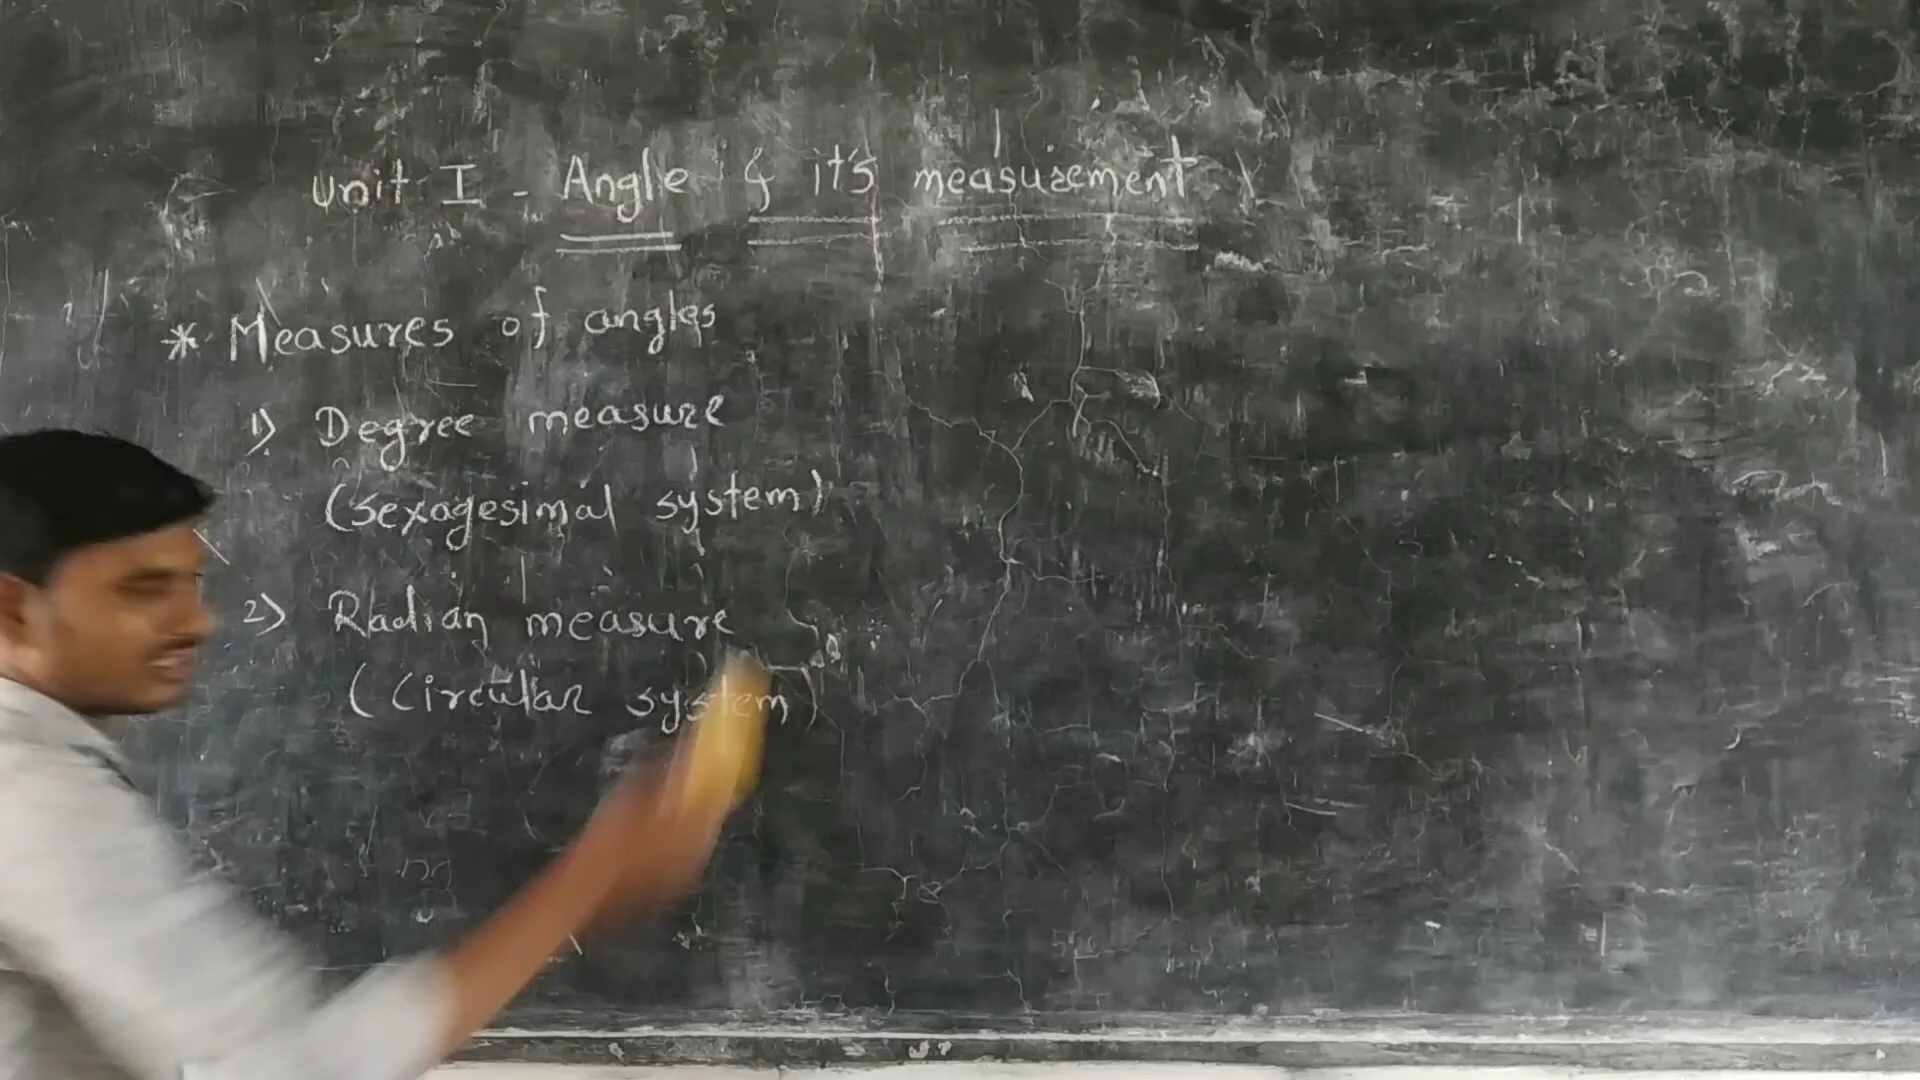 Unit I - Angle & it's measurement
* Measures of angles
1) Degree measure
(Sexagesimal system)
2) Radian measure
(Circular system)